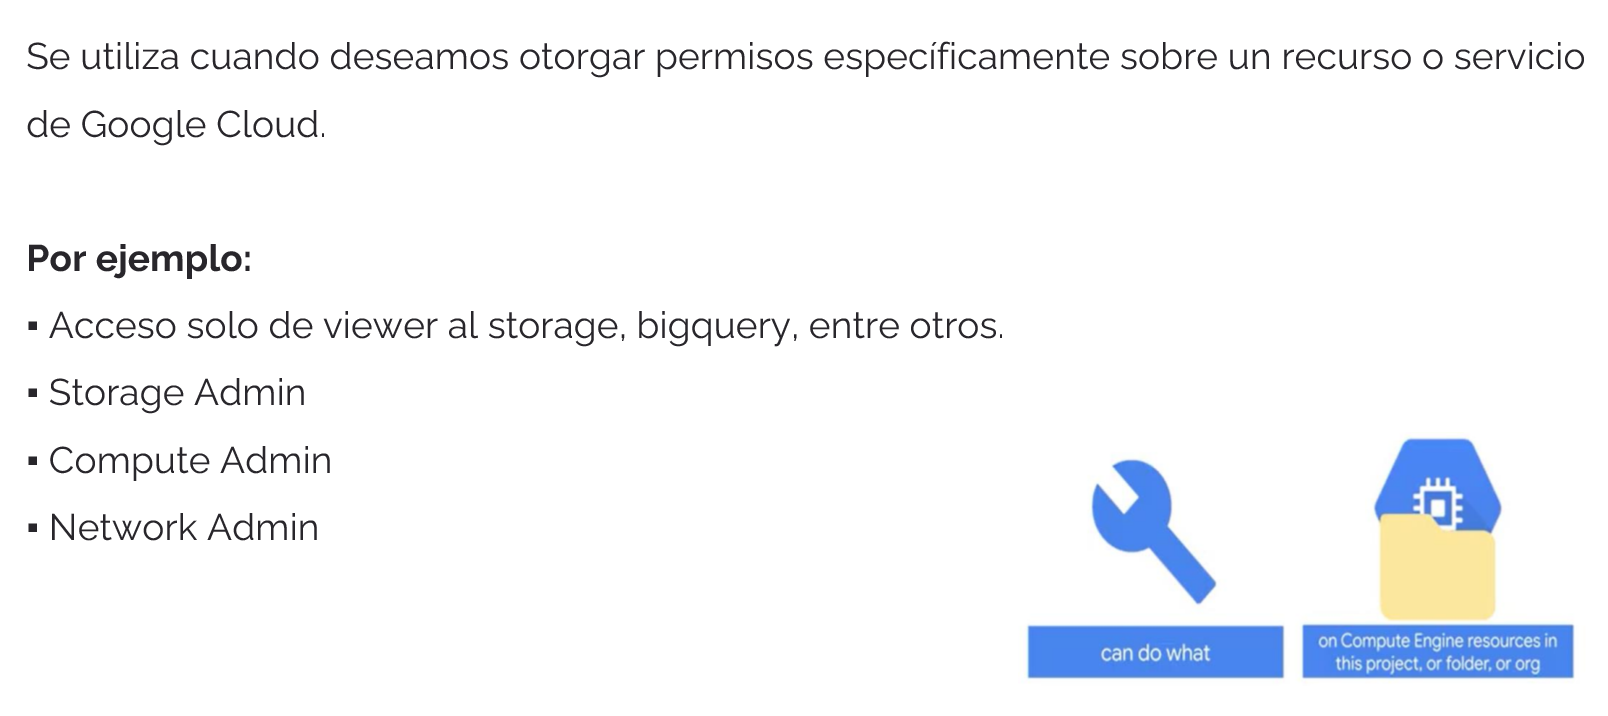 Se utiliza cuando deseamos otorgar permisos específicamente sobre un recurso o servicio
de Google Cloud.
Por ejemplo:
▪ Acceso solo de viewer al storage, bigquery, entre otros.
▪ Storage Admin
▪ Compute Admin
▪ Network Admin
can do what
on Compute Engine resources in
this project, or folder, or org